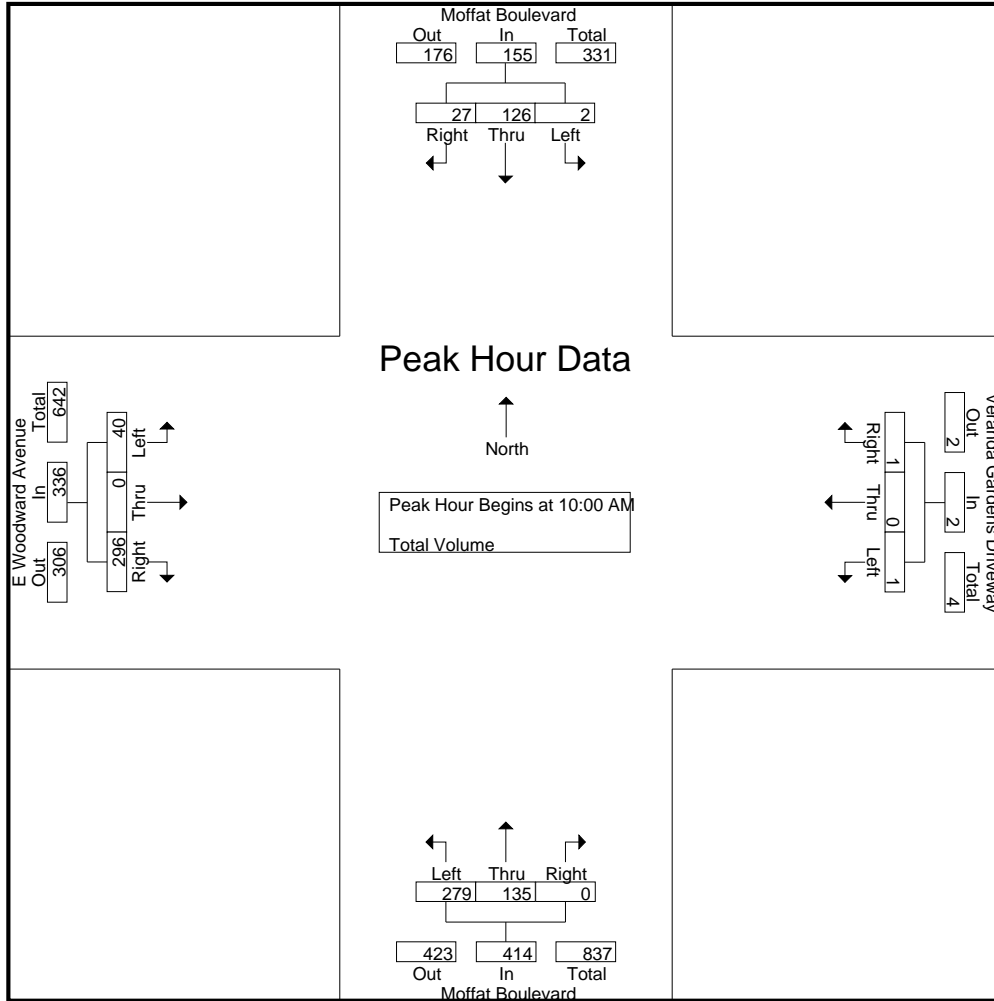 Moffat Boulevard
Out In Total
176 155 331
27 126 2
Right Thru Left
Peak Hour Data
North
Peak Hour Begins at 10:00 AM
Total Volume
E Woodward Avenue
Out In Total
306 336 642
296 0 40
Right Thru Left
Veranda Gardens Driveway
Out In Total
2 2 4
1 0 1
Right Thru Left
Left Thru Right
279 135 0
423 414 837
Out In Total
Moffat Boulevard